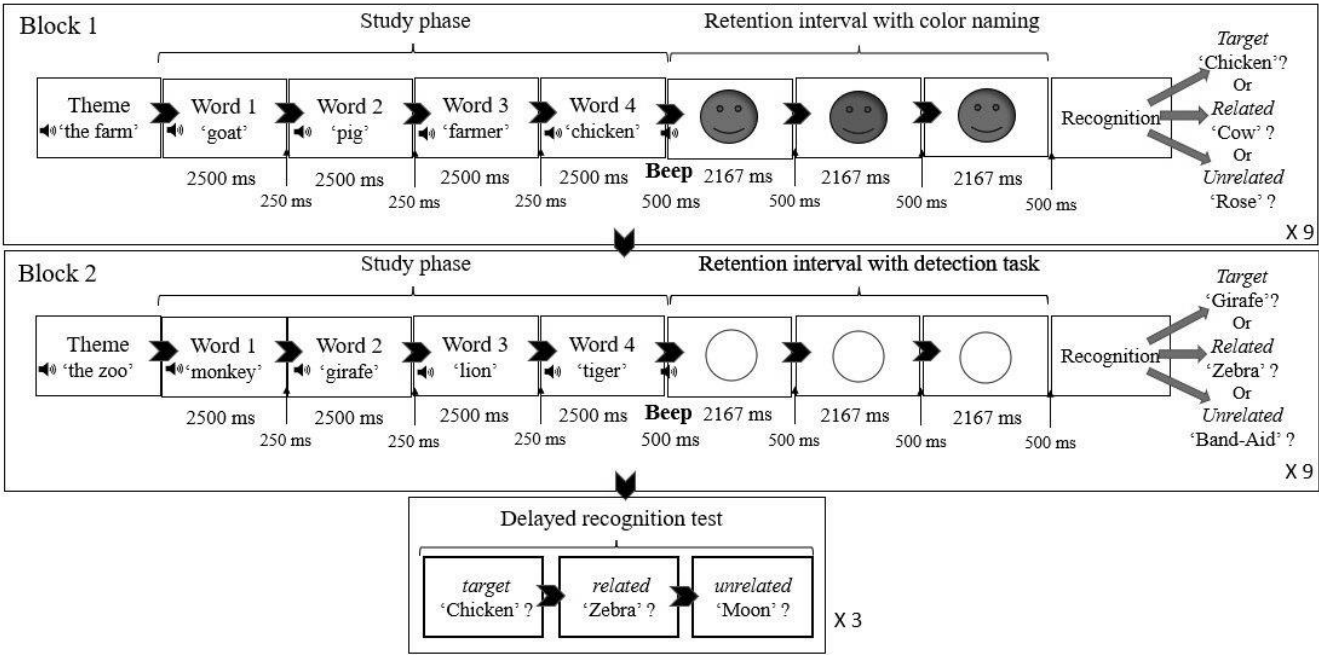 Block 1
Study phase
Retention interval with color naming
Theme
‘the farm’
Word 1
‘goat’
Word 2
‘pig’
Word 3
‘farmer’
Word 4
‘chicken’
Recognition
Target
‘Chicken’?
Or
Related
‘Cow’ ?
Or
Unrelated
‘Rose’ ?
2500 ms 2500 ms 2500 ms 2500 ms Beep 2167 ms 2167 ms 2167 ms
250 ms 250 ms 250 ms 500 ms 500 ms 500 ms 500 ms
X 9
Block 2
Study phase
Retention interval with detection task
Theme
‘the zoo’
Word 1
‘monkey’
Word 2
‘girafe’
Word 3
‘lion’
Word 4
‘tiger’
Recognition
Target
‘Girafe’?
Or
Related
‘Zebra’ ?
Or
Unrelated
‘Band-Aid’ ?
2500 ms 2500 ms 2500 ms 2500 ms Beep 2167 ms 2167 ms 2167 ms
250 ms 250 ms 250 ms 500 ms 500 ms 500 ms 500 ms
X 9
Delayed recognition test
target
‘Chicken’ ?
related
‘Zebra’ ?
unrelated
‘Moon’ ?
X 3